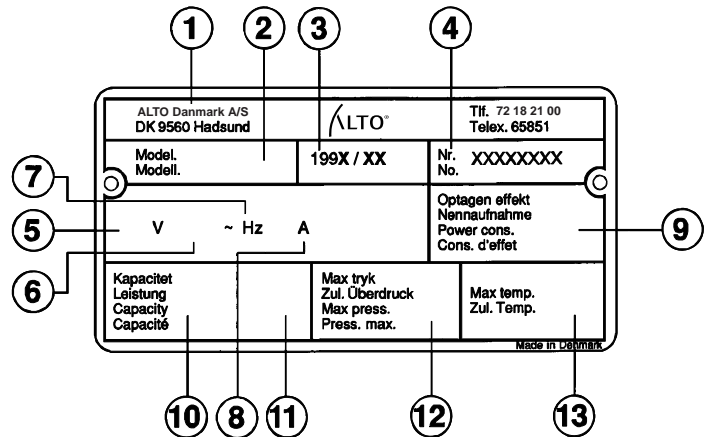 1 2 3 4
ALTO Danmark A/S
DK 9560 Hadsund
ALTO®
Tlf. 72 18 21 00
Telex. 65851
Model.
Modell.
199X / XX
Nr. XXXXXXXX
No.
7
5
6
V ~ Hz A
Optagen effekt
Nennaufnahme
Power cons.
Cons. d'effet
9
Kapacitet
Leistung
Capacity
Capacité
Max tryk
Zul. Überdruck
Max press.
Press. max.
Max temp.
Zul. Temp.
Made in Denmark
10 8 11 12 13